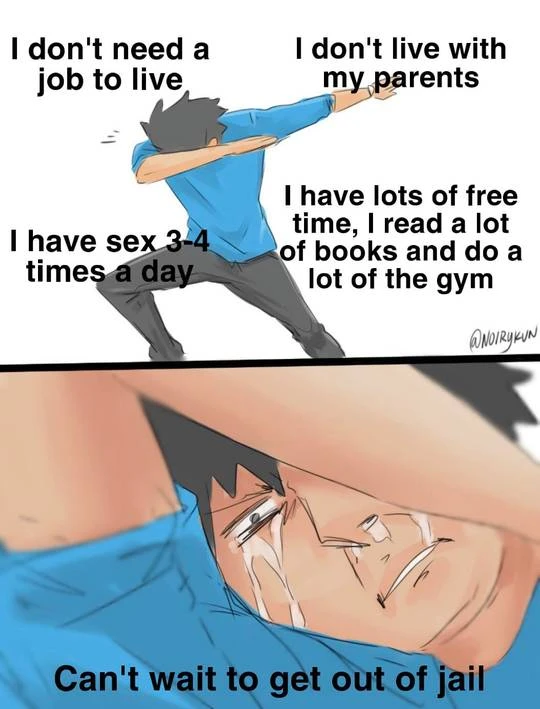 I don't need a
job to live
I don't live with
my parents
I have sex 3-4
times a day
I have lots of free
time, I read a lot
of books and do a
lot of the gym
@NOIRYKUN
Can't wait to get out of jail